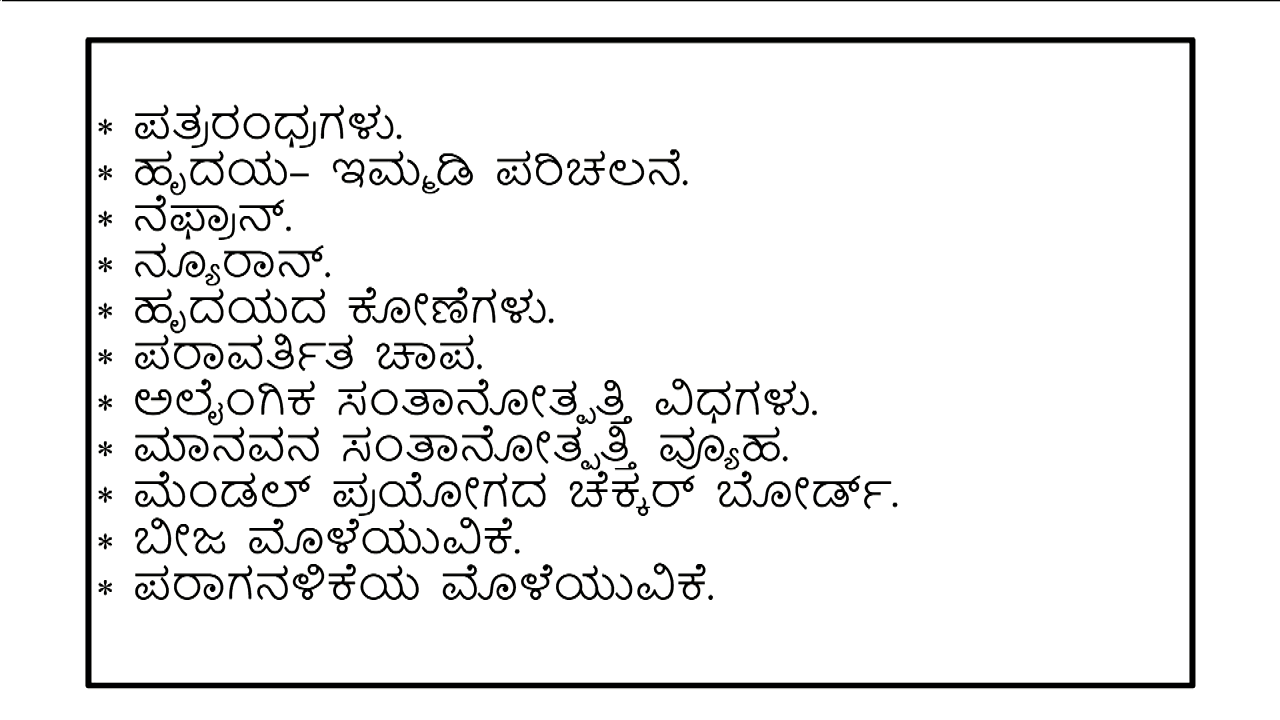 * ಪತ್ರರಂಧ್ರಗಳು.
* ಹೃದಯ– ಇಮ್ಮಡಿ ಪರಿಚಲನೆ.
* ನೆಫ್ರಾನ್.
* ನ್ಯೂರಾನ್.
* ಹೃದಯದ ಕೋಣೆಗಳು.
* ಪರಾವರ್ತಿತ ಚಾಪ.
* ಅಲೈಂಗಿಕ ಸಂತಾನೋತ್ಪತ್ತಿ ವಿಧಗಳು.
* ಮಾನವನ ಸಂತಾನೋತ್ಪತ್ತಿ ವ್ಯೂಹ.
* ಮೆಂಡಲ್ ಪ್ರಯೋಗದ ಚೆಕ್ಕರ್ ಬೋರ್ಡ್.
* ಬೀಜ ಮೊಳೆಯುವಿಕೆ.
* ಪರಾಗನಳಿಕೆಯ ಮೊಳೆಯುವಿಕೆ.